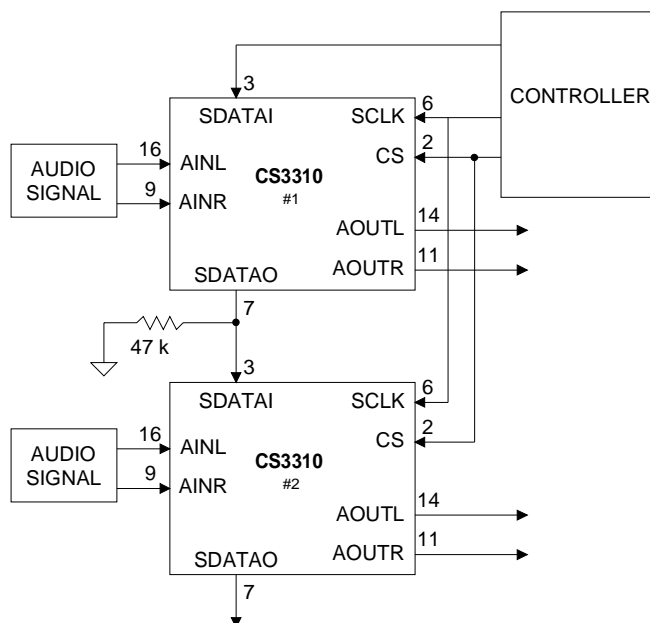 CONTROLLER
3
SDATAI
SCLK
6
CS
2
AUDIO
SIGNAL
16
9
AINL
AINR
CS3310
#1
AOUTL
14
AOUTR
11
SDATAO
7
47 k
3
SDATAI
SCLK
6
CS
2
AUDIO
SIGNAL
16
9
AINL
AINR
CS3310
#2
AOUTL
14
AOUTR
11
SDATAO
7